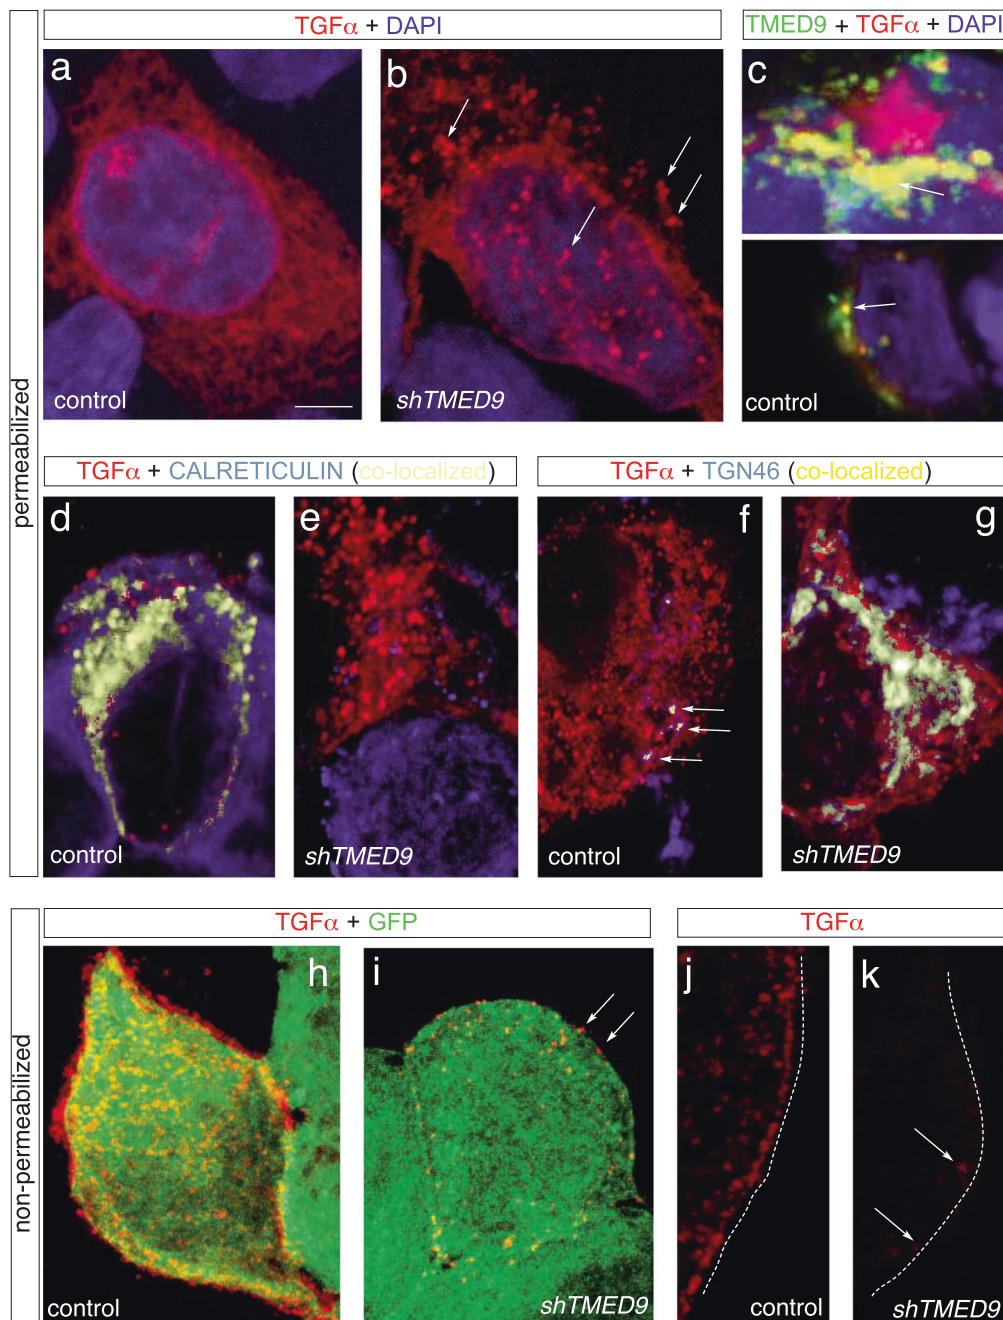 TGFα + DAPI
TMED9 + TGFα + DAPI
a
b
c
control
shTMED9
control
permeabilized
TGFα + CALRETICULIN (co-localized)
TGFα + TGN46 (co-localized)
d
e
f
g
control
shTMED9
control
shTMED9
TGFα + GFP
TGFα
h
i
j
k
non-permeabilized
control
shTMED9
control
shTMED9